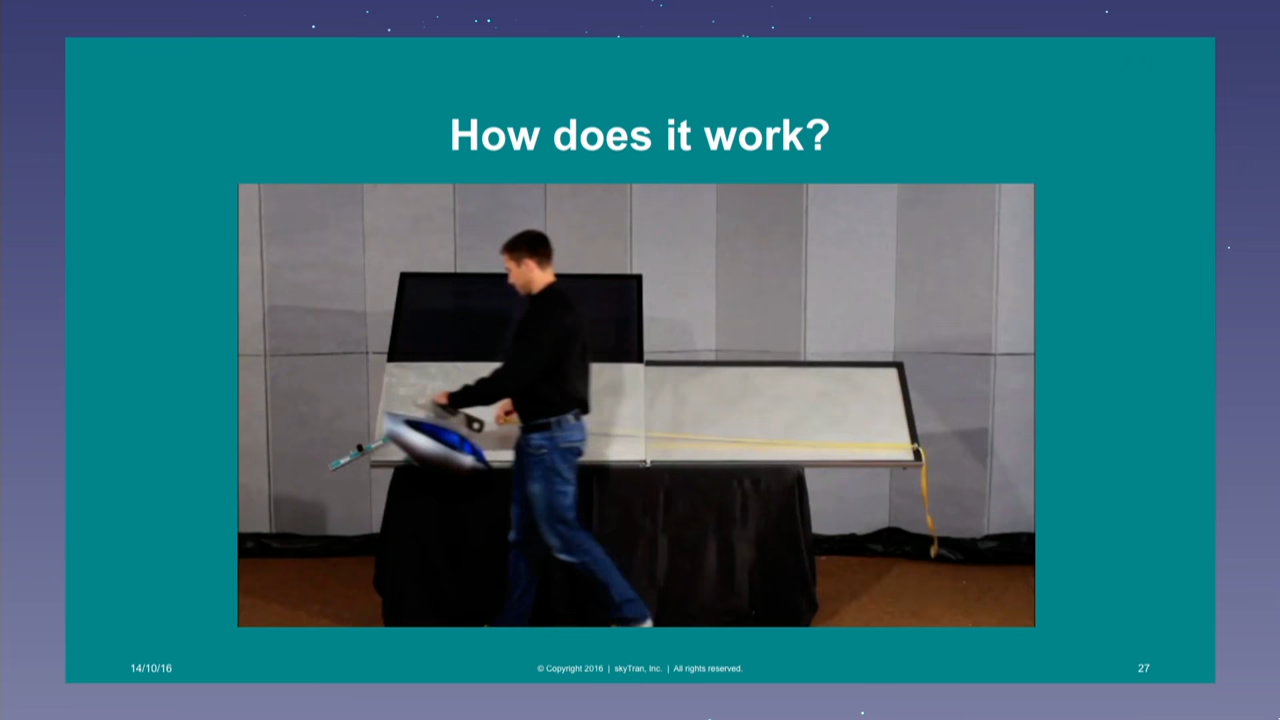 How does it work?
14/10/16
© Copyright 2016 | skyTran, Inc. | All rights reserved.
27